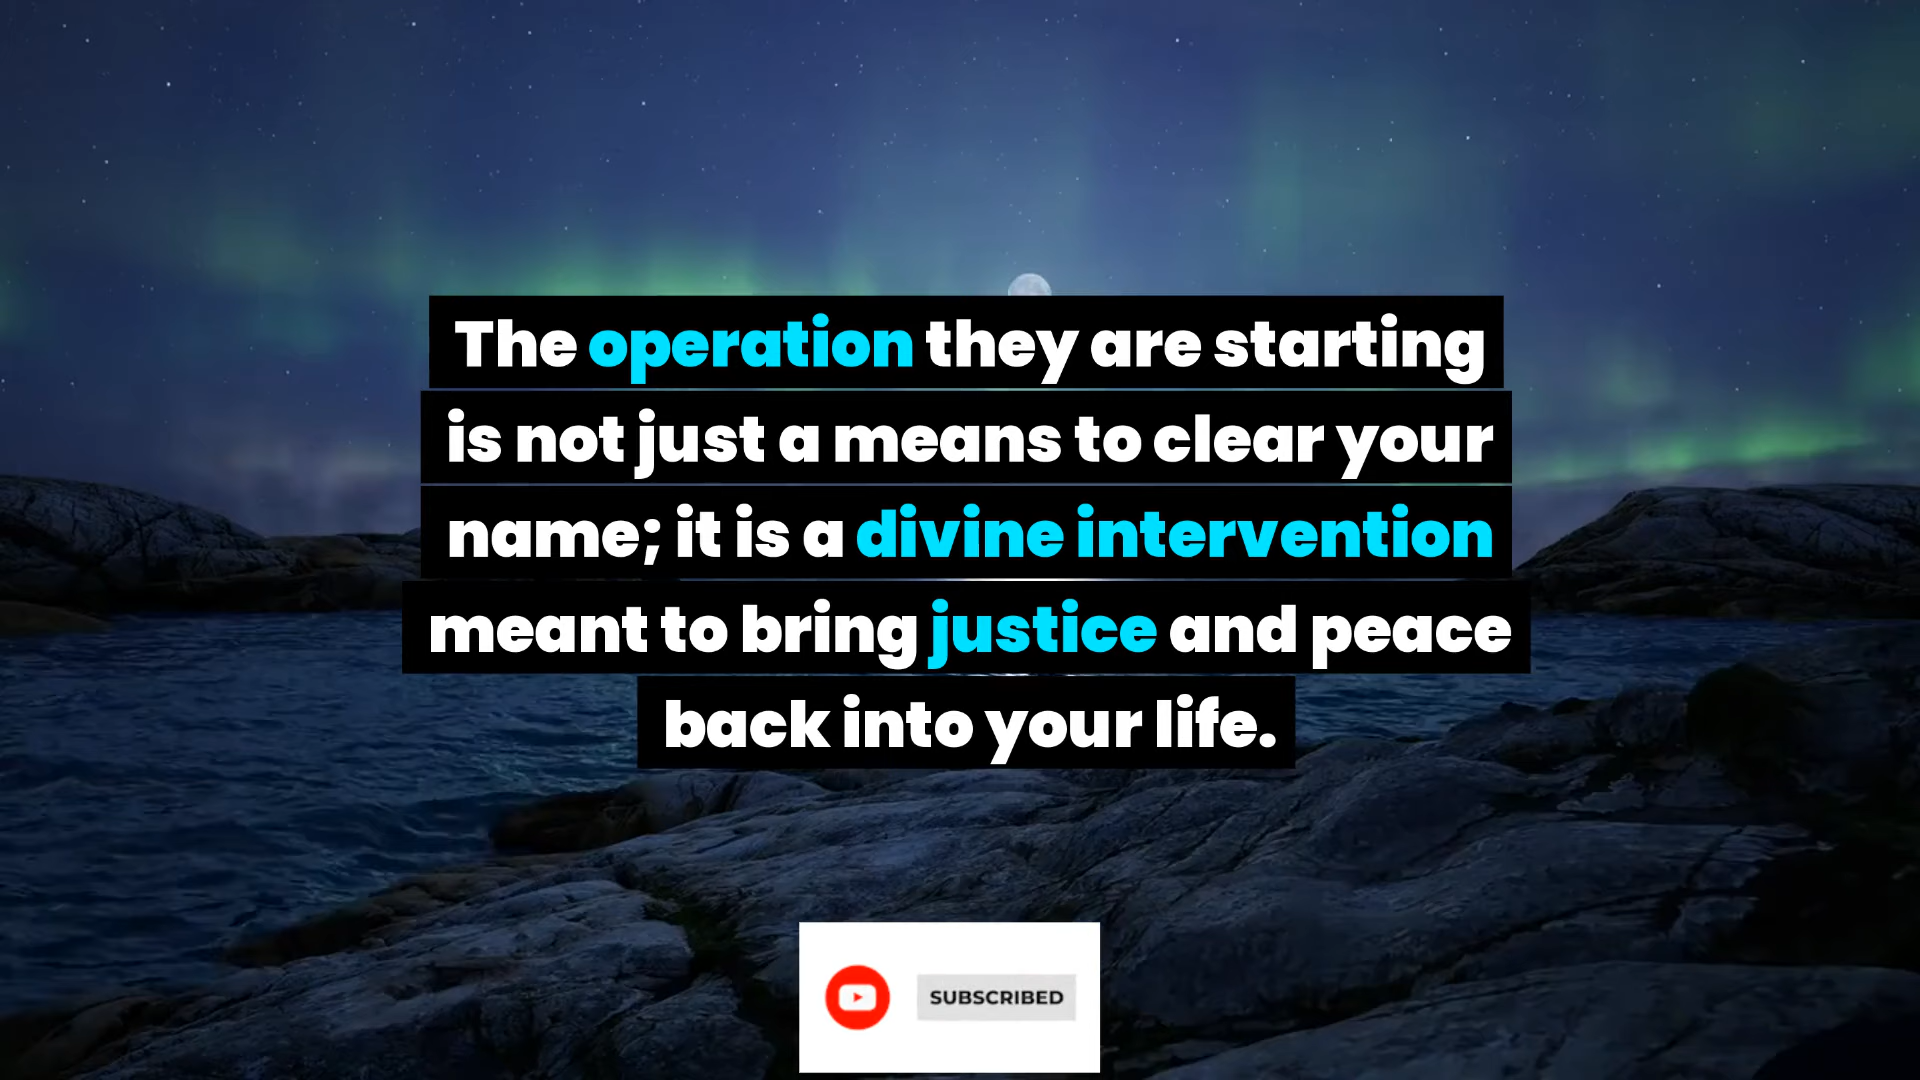 The operation they are starting
is not just a means to clear your
name; it is a divine intervention
meant to bring justice and peace
back into your life.
SUBSCRIBED